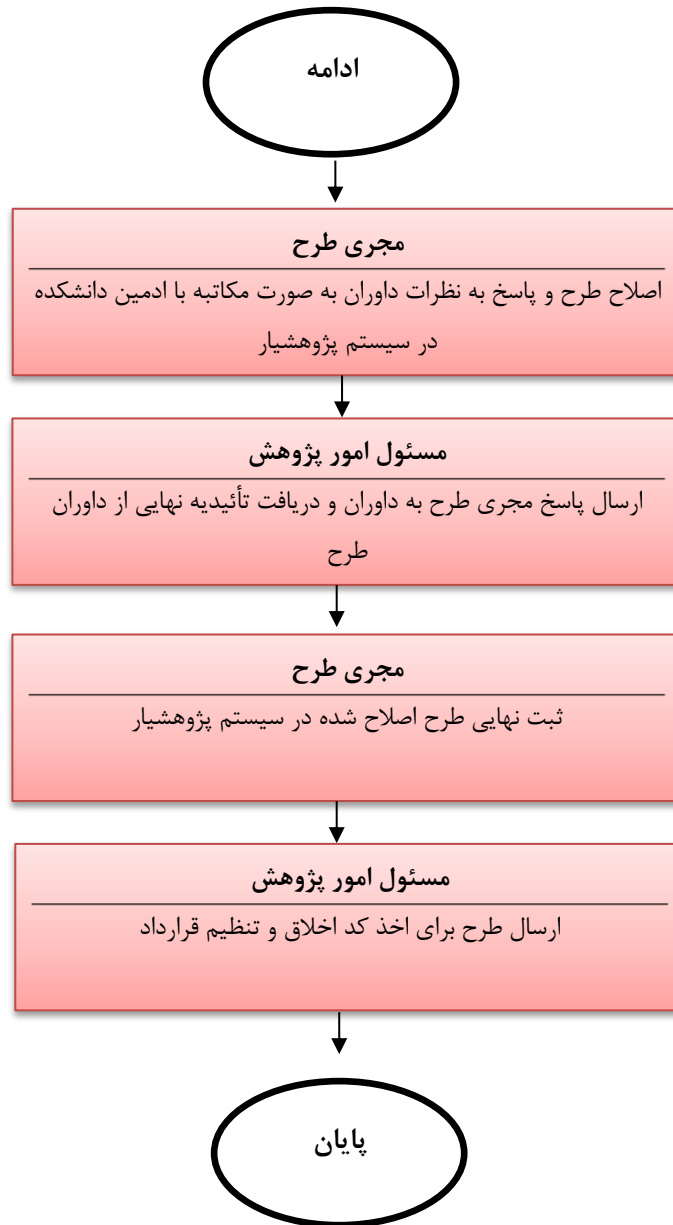 ادامه
مجری طرح
اصلاح طرح و پاسخ به نظرات داوران به صورت مکاتبه با ادمین دانشکده
در سیستم پژوهشیار
مسئول امور پژوهش
ارسال پاسخ مجری طرح به داوران و دریافت تأئیدیه نهایی از داوران
طرح
مجری طرح
ثبت نهایی طرح اصلاح شده در سیستم پژوهشیار
مسئول امور پژوهش
ارسال طرح برای اخذ کد اخلاق و تنظیم قرارداد
پایان